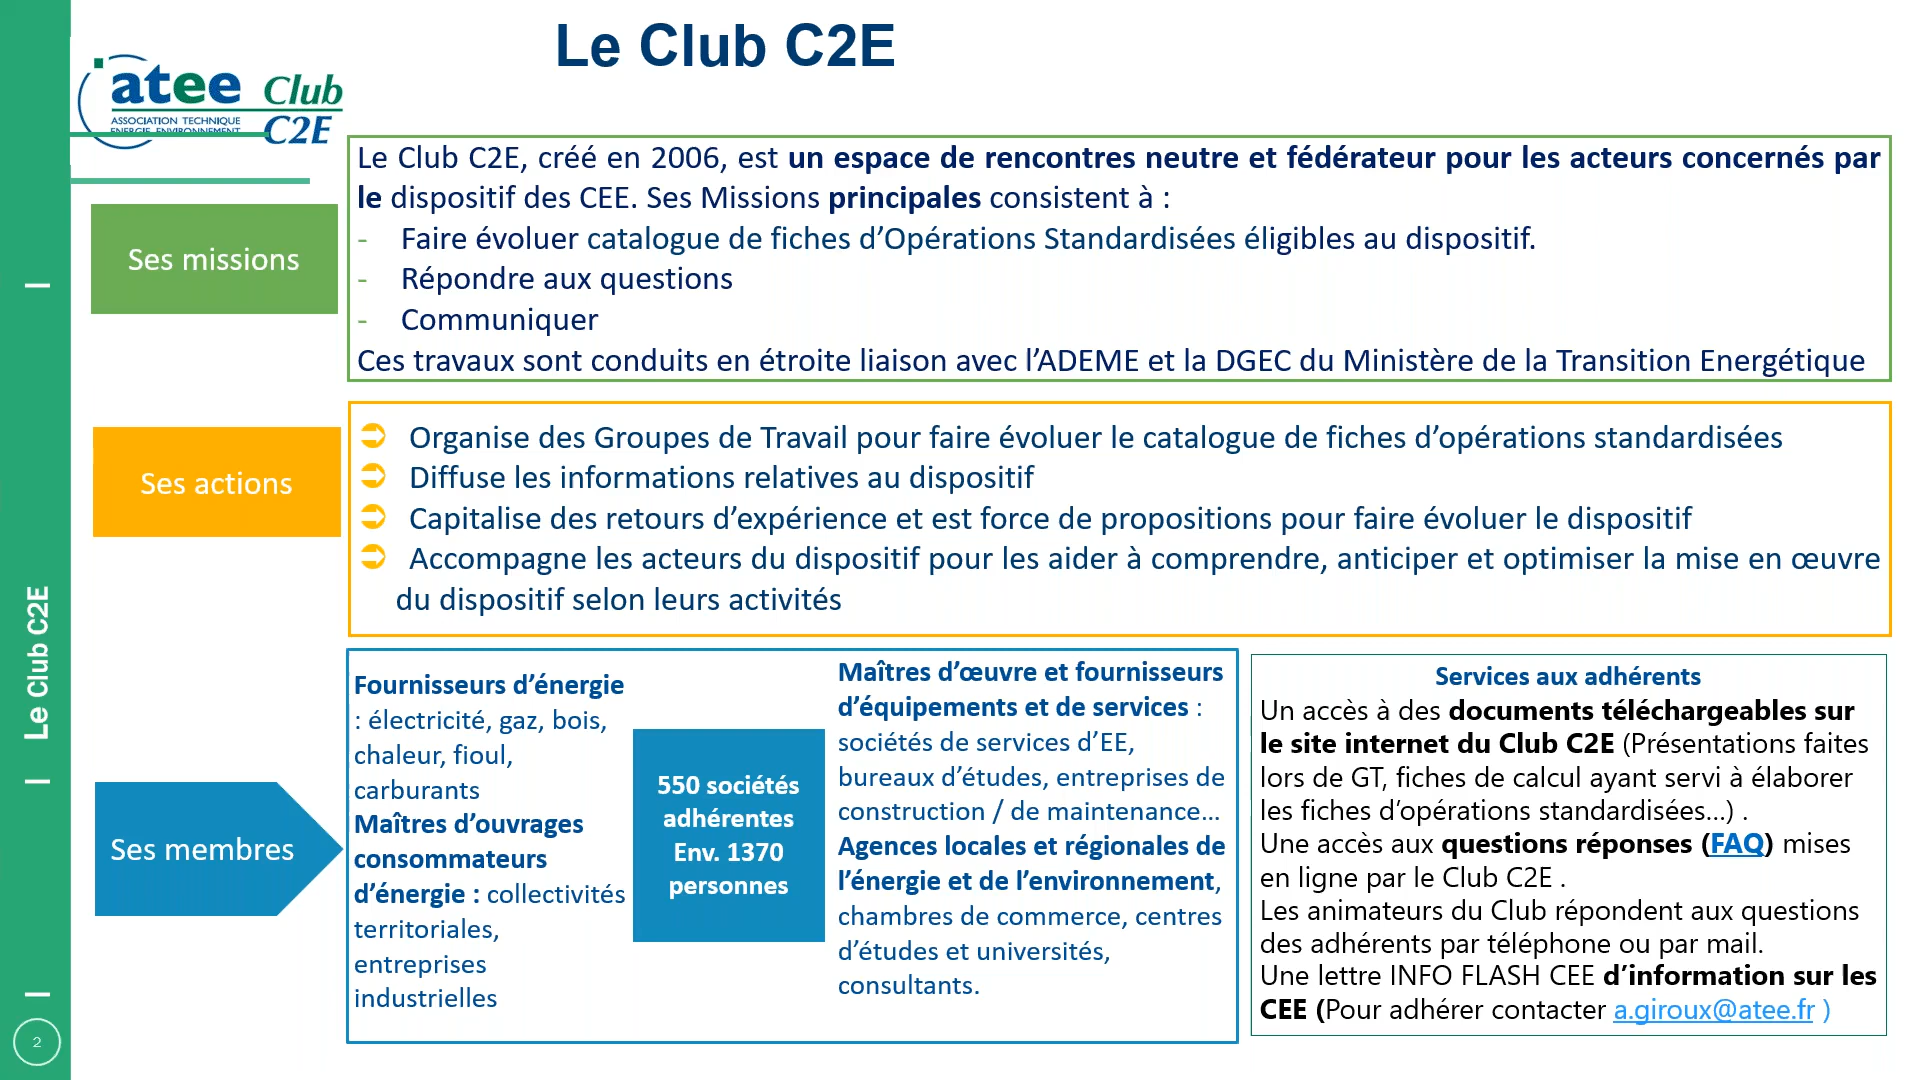 Le Club C2E
atee Club
ASSOCIATION TECHNIQUE
ENERGIE ENVIRONNEMENT
C2E
Le Club C2E, créé en 2006, est un espace de rencontres neutre et fédérateur pour les acteurs concernés par
le dispositif des CEE. Ses Missions principales consistent à :
Ses missions
- Faire évoluer catalogue de fiches d’Opérations Standardisées éligibles au dispositif.
- Répondre aux questions
- Communiquer
Ces travaux sont conduits en étroite liaison avec l’ADEME et la DGEC du Ministère de la Transition Energétique
Ses actions
➲ Organise des Groupes de Travail pour faire évoluer le catalogue de fiches d’opérations standardisées
➲ Diffuse les informations relatives au dispositif
➲ Capitalise des retours d’expérience et est force de propositions pour faire évoluer le dispositif
➲ Accompagne les acteurs du dispositif pour les aider à comprendre, anticiper et optimiser la mise en œuvre
du dispositif selon leurs activités
Ses membres
Fournisseurs d’énergie
: électricité, gaz, bois,
chaleur, fioul,
carburants
Maîtres d’ouvrages
consommateurs
d’énergie : collectivités
territoriales,
entreprises
industrielles
550 sociétés
adhérentes
Env. 1370
personnes
Maîtres d’œuvre et fournisseurs
d’équipements et de services :
sociétés de services d’EE,
bureaux d’études, entreprises de
construction / de maintenance…
Agences locales et régionales de
l’énergie et de l’environnement,
chambres de commerce, centres
d’études et universités,
consultants.
Services aux adhérents
Un accès à des documents téléchargeables sur
le site internet du Club C2E (Présentations faites
lors de GT, fiches de calcul ayant servi à élaborer
les fiches d’opérations standardisées…) .
Une accès aux questions réponses (FAQ) mises
en ligne par le Club C2E .
Les animateurs du Club répondent aux questions
des adhérents par téléphone ou par mail.
Une lettre INFO FLASH CEE d’information sur les
CEE (Pour adhérer contacter a.giroux@atee.fr )
Le Club C2E
2